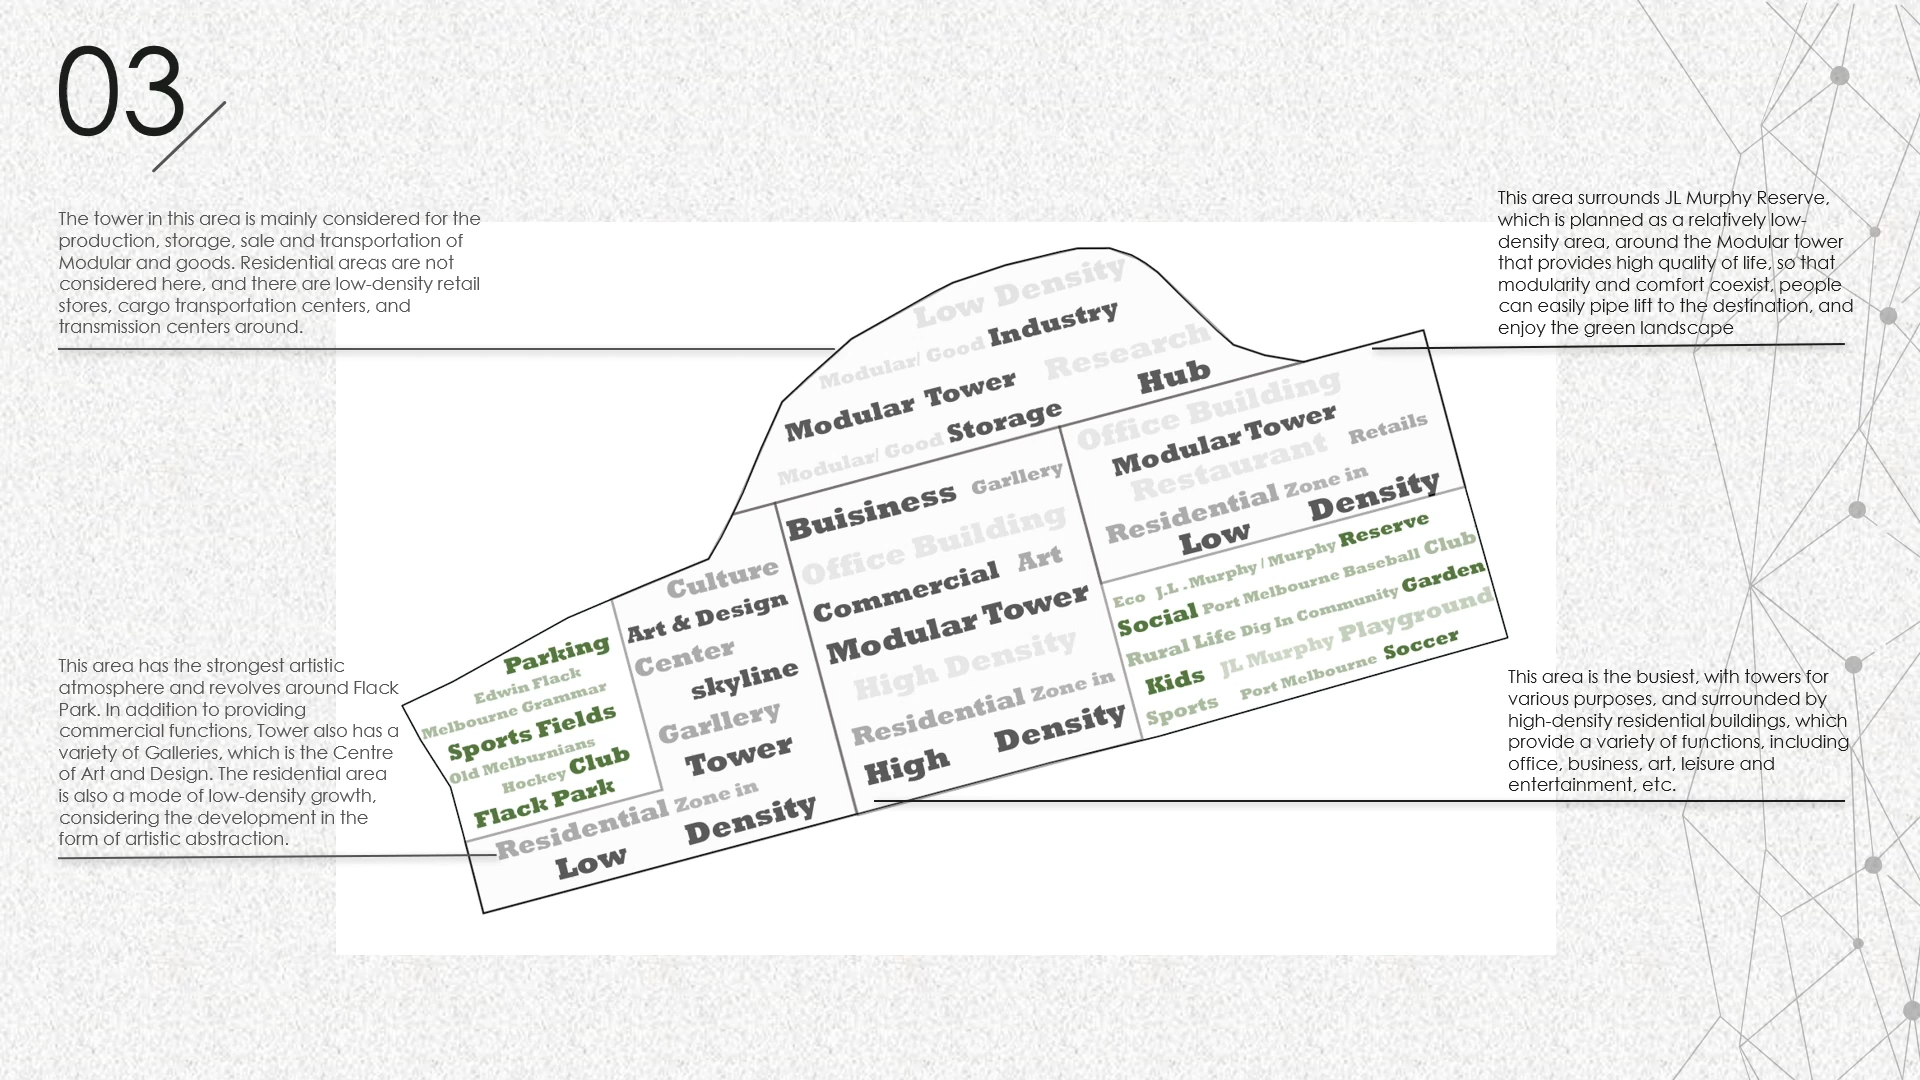 03
The tower in this area is mainly considered for the
production, storage, sale and transportation of
Modular and goods. Residential areas are not
considered here, and there are low-density retail
stores, cargo transportation centers, and
transmission centers around.
This area surrounds JL Murphy Reserve,
which is planned as a relatively low-
density area, around the Modular tower
that provides high quality of life, so that
modularity and comfort coexist, people
can easily pipe lift to the destination, and
enjoy the green landscape
Low Density
Modular/ Good Industry
Modular Tower Research
Modular/ Good Storage Hub
Office Building
Modular Tower Retails
Restaurant
Residential Zone in
Low Density
Buisiness Garllery
Office Building
Commercial Art
Modular Tower
High Density
Residential Zone in
High Density
Culture
Art & Design
Center
skyline
Garllery
Tower
Residential Zone in
Low Density
Parking
Edwin Flack
Melbourne Grammar
Sports Fields
Old Melburnians
Hockey Club
Flack Park
Eco J.L .Murphy / Murphy Reserve
Social Port Melbourne Baseball Club
Rural Life Dig In Community Garden
Kids JL Murphy Playground
Sports Port Melbourne Soccer
This area has the strongest artistic
atmosphere and revolves around Flack
Park. In addition to providing
commercial functions, Tower also has a
variety of Galleries, which is the Centre
of Art and Design. The residential area
is also a mode of low-density growth,
considering the development in the
form of artistic abstraction.
This area is the busiest, with towers for
various purposes, and surrounded by
high-density residential buildings, which
provide a variety of functions, including
office, business, art, leisure and
entertainment, etc.